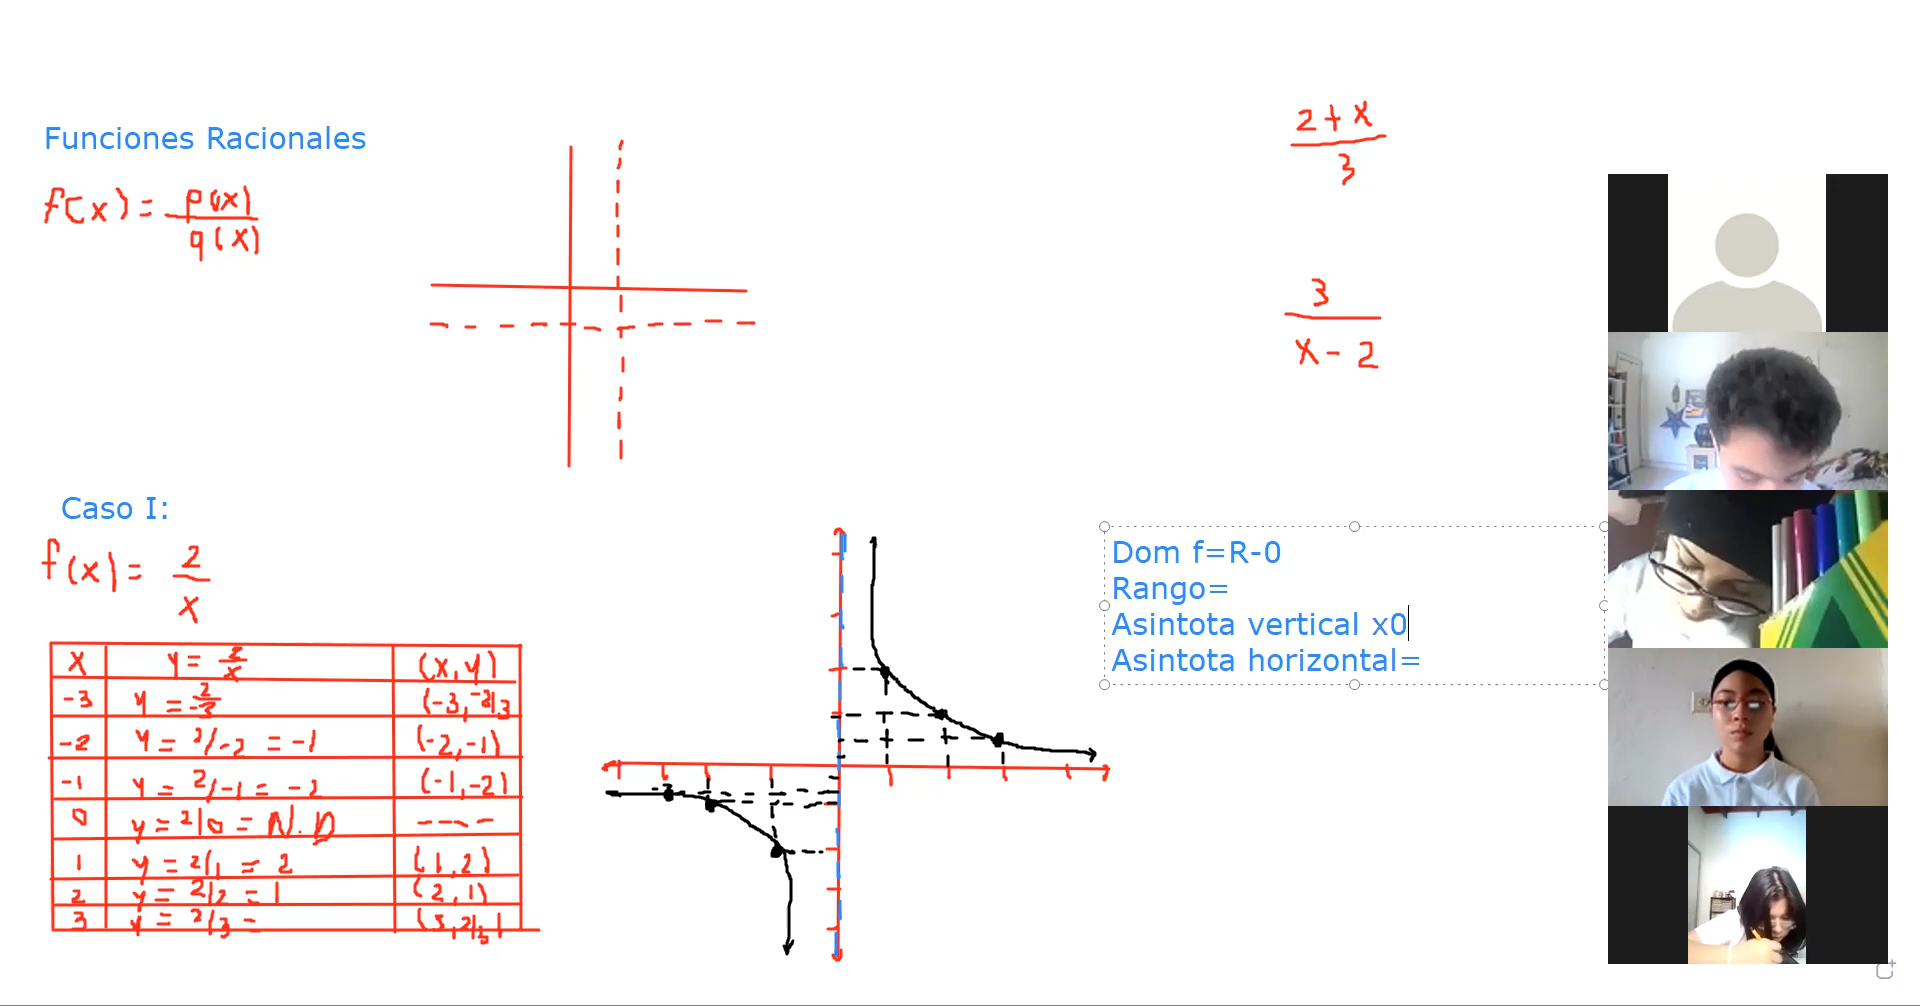 Funciones Racionales
f(x) = p(x)/q(x)
2+x
3
3
x-2
Caso I:
f(x) = 2/x
x y = 2/x (x,y)
-3 y = 2/-3 (-3,-2/3
-2 y = 2/-2 = -1 (-2,-1)
-1 y = 2/-1 = -2 (-1,-2)
0 y = 2/0 = N.D ----
1 y = 2/1 = 2 (1,2)
2 y = 2/2 = 1 (2,1)
3 y = 2/3 = (3,2/3)
Dom f=R-0
Rango=
Asintota vertical x0
Asintota horizontal=